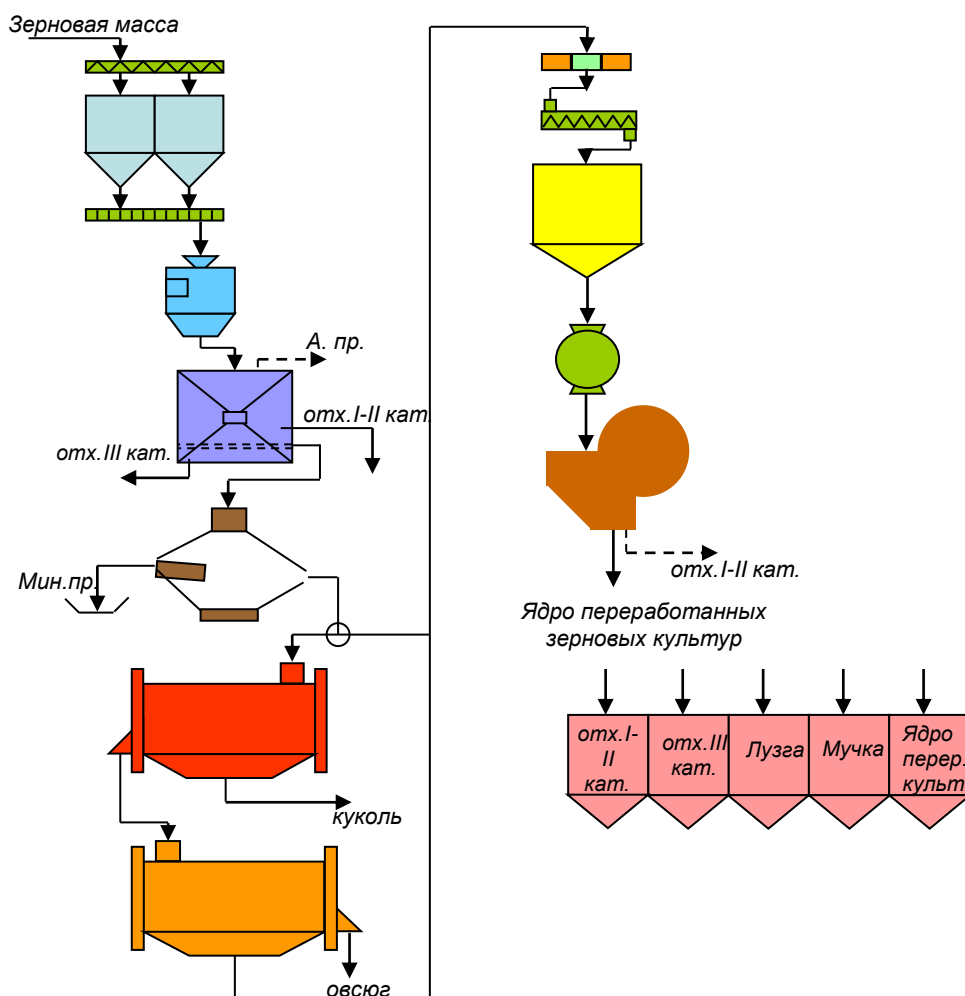 Зерновая масса
А. пр.
отх.I-II кат.
отх.III кат.
Мин.пр.
куколь
овсюг
отх.I-II кат.
Ядро переработанных
зерновых культур
отх.I-
II
кат.
отх.III
кат.
Лузга
Мучка
Ядро
перер.
культ